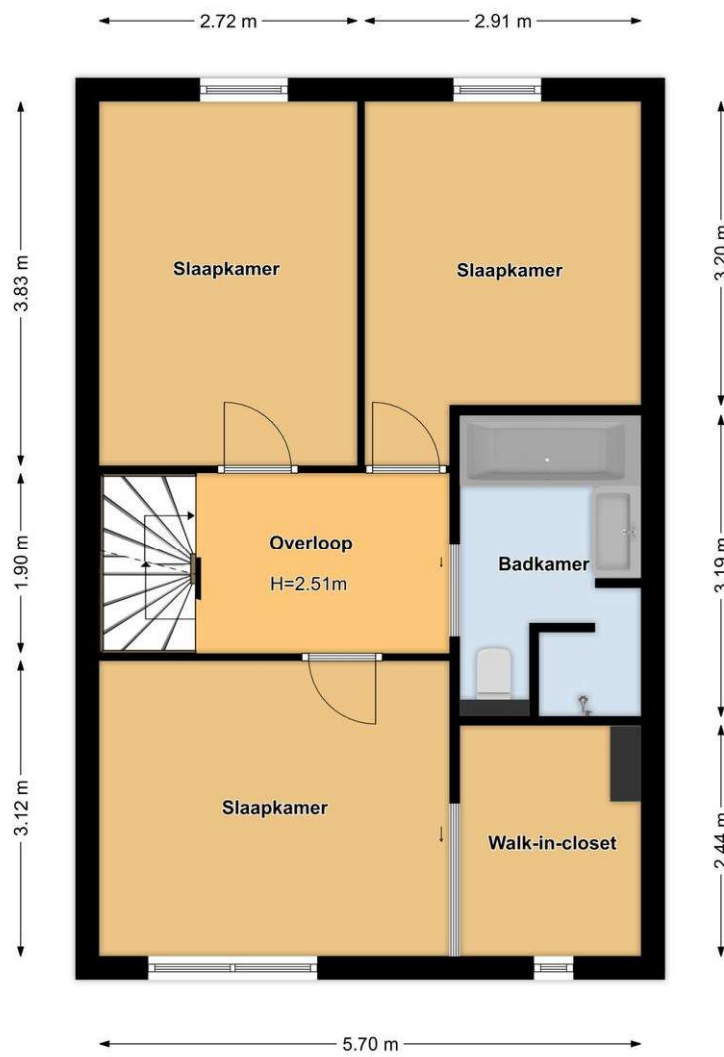 2.72 m
2.91 m
3.83 m
3.20 m
Slaapkamer
Slaapkamer
1.90 m
Overloop
H=2.51m
Badkamer
3.19 m
3.12 m
Slaapkamer
Walk-in-closet
2.44 m
5.70 m